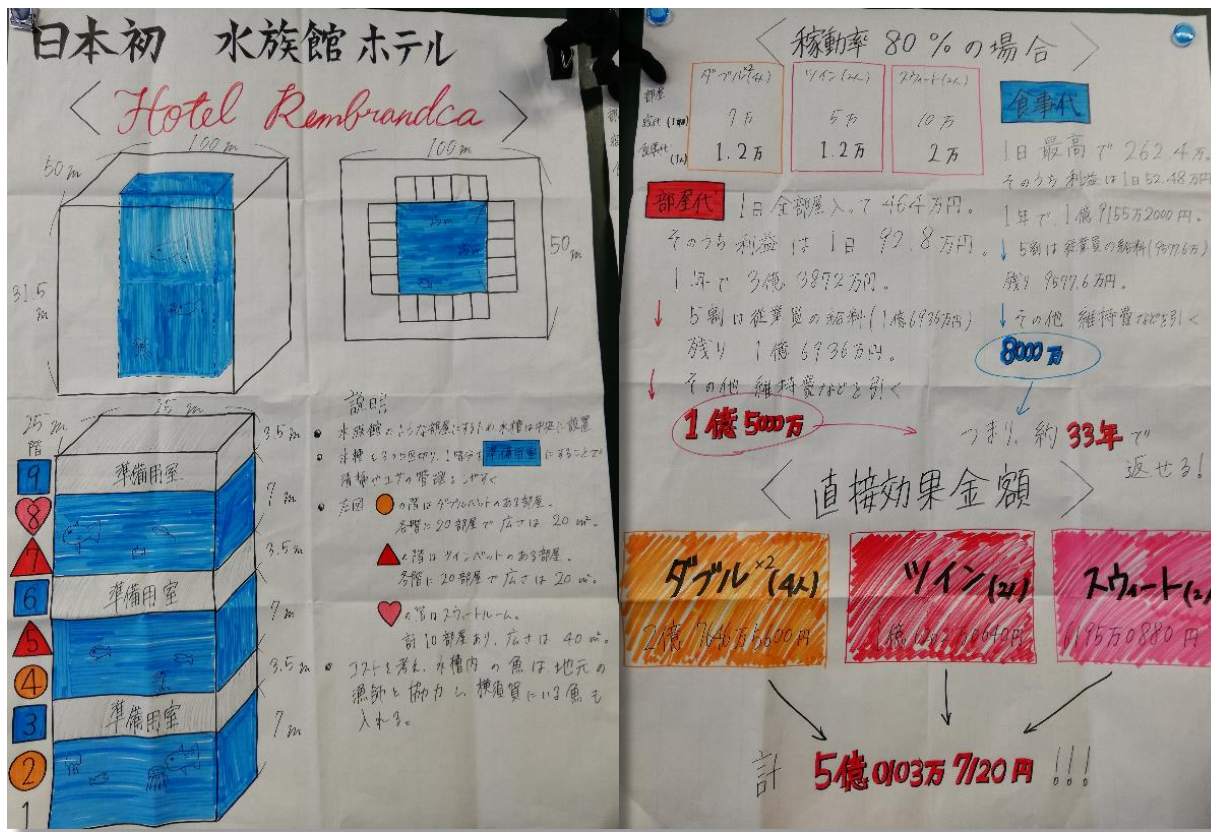 日本初 水族館ホテル
〈 Hotel Rembrandca 〉
100m
50m
31.5m
100m
50m
25m
25m
25m
25m
階
9
8
7
6
5
4
3
2
1
準備用室
準備用室
準備用室
3.5m
7m
3.5m
7m
3.5m
7m
説明
水族館のような部屋にするため水槽は中央に設置
水槽も3つに区切り、1階分を準備用室にすることで
清掃やエサの管理をしやすく
左図 の階はダブルベットのある部屋。
各階に20部屋で広さは20m²。
の階はツインベットのある部屋。
各階に20部屋で広さは20m²。
の階はスウィートルーム。
計10部屋あり、広さは40m²。
コストを考え、水槽内の魚は地元の
漁師と協力し横須賀にいる魚も
入れる。
〈 稼動率80%の場合 〉
部屋
ダブル×2(4人) ツイン(2人) スウィート(2人)
7万 5万 10万
食事代(1人) 1.2万 1.2万 2万
部屋代
1日全部屋入って464万円。
そのうち利益は1日92.8万円。
1年で3億3872万円。
↓ 5割は従業員の給料(1億6936万円)
残り 1億6936万円。
↓ その他維持費などを引く
1億5000万
食事代
1日最高で262.4万。
そのうち利益は1日52.48万円
1年で、1億9155万2000円。
↓ 5割は従業員の給料(9577.6万)
残り 9577.6万円。
↓ その他維持費などを引く
8000万
つまり、約33年で
返せる!
〈 直接効果金額 〉
ダブル×2(4人)
ツイン(2人)
スウィート(2人)
計 5億0103万7120円!!!